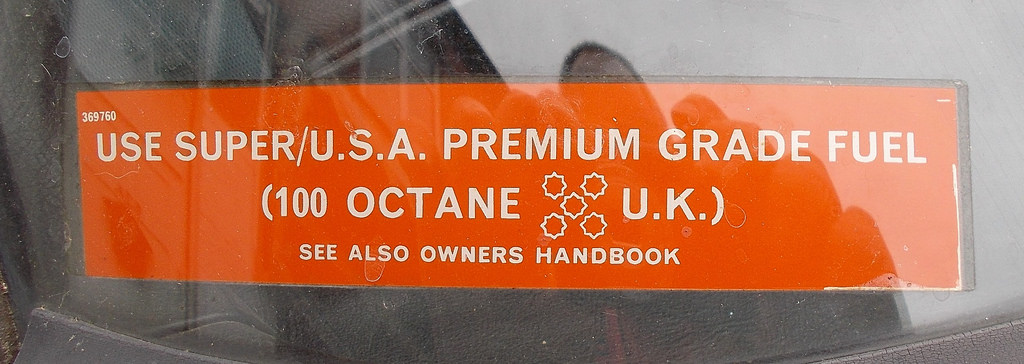 369760
USE SUPER/U.S.A. PREMIUM GRADE FUEL
(100 OCTANE U.K.)
SEE ALSO OWNERS HANDBOOK